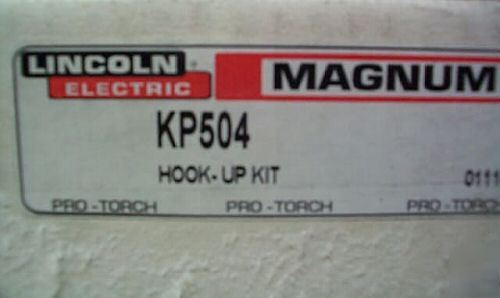 LINCOLN ® MAGNUM
ELECTRIC
KP504
HOOK-UP KIT 0111
PRO-TORCH PRO-TORCH PRO-TORCH